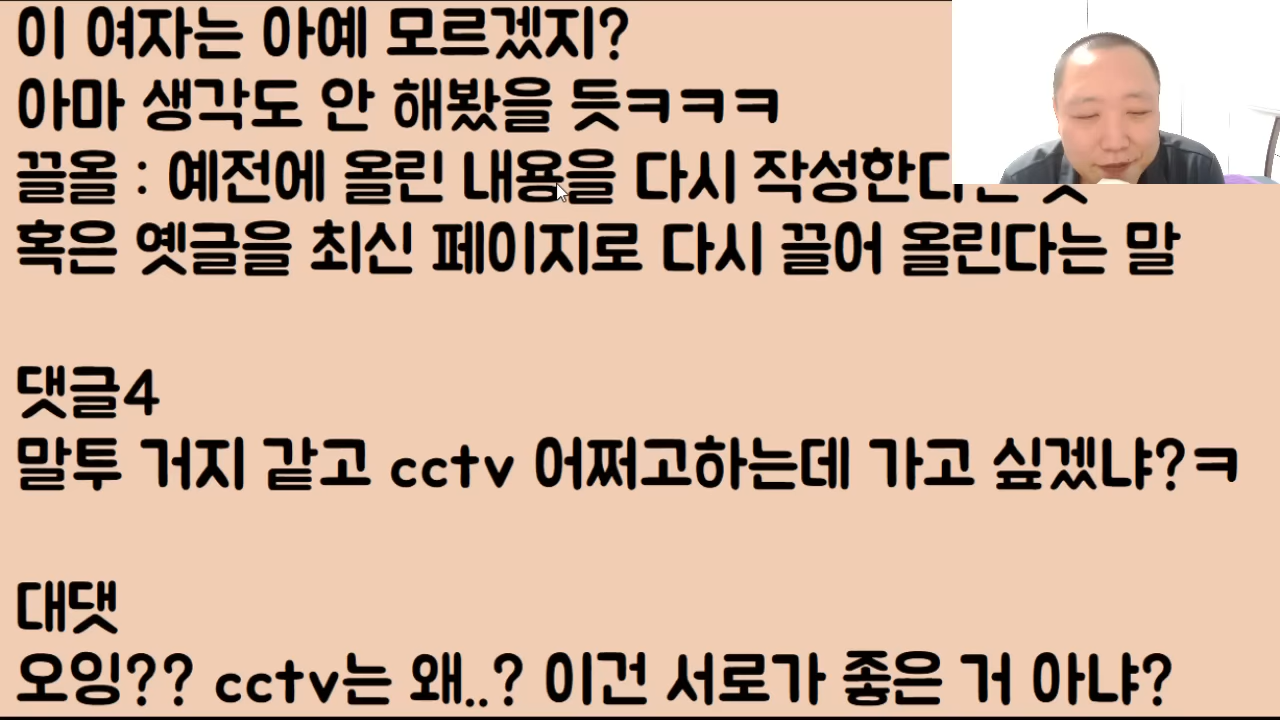 이 여자는 아예 모르겠지?
아마 생각도 안 해봤을 듯ㅋㅋㅋ
끌올 : 예전에 올린 내용을 다시 작성한다
혹은 옛글을 최신 페이지로 다시 끌어 올린다는 말
댓글4
말투 거지 같고 cctv 어쩌고하는데 가고 싶겠냐?ㅋ
대댓
오잉?? cctv는 왜..? 이건 서로가 좋은 거 아냐?